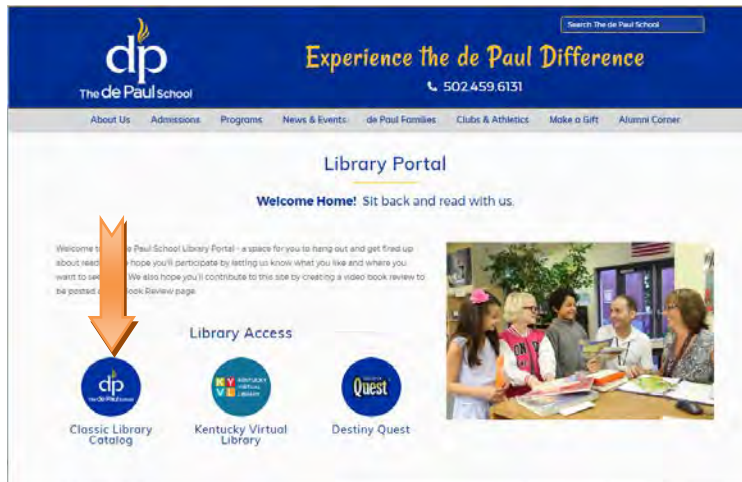 Search The de Paul School
dp
The de Paul School
Experience the de Paul Difference
502.459.6131
About Us Admissions Programs News & Events de Paul Families Clubs & Athletics Make a Gift Alumni Corner
Library Portal
Welcome Home! Sit back and read with us.
Welcome Paul School Library Portal - a space for you to hang out and get fired up
about hope you'll participate by letting us know what you like and where you
want to We also hope you'll contribute to this site by creating a video book review to
be posted Book Review page.
Library Access
dp
The de Paul School
KYVL KENTUCKY VIRTUAL LIBRARY
Quest
Classic Library Catalog
Kentucky Virtual Library
Destiny Quest